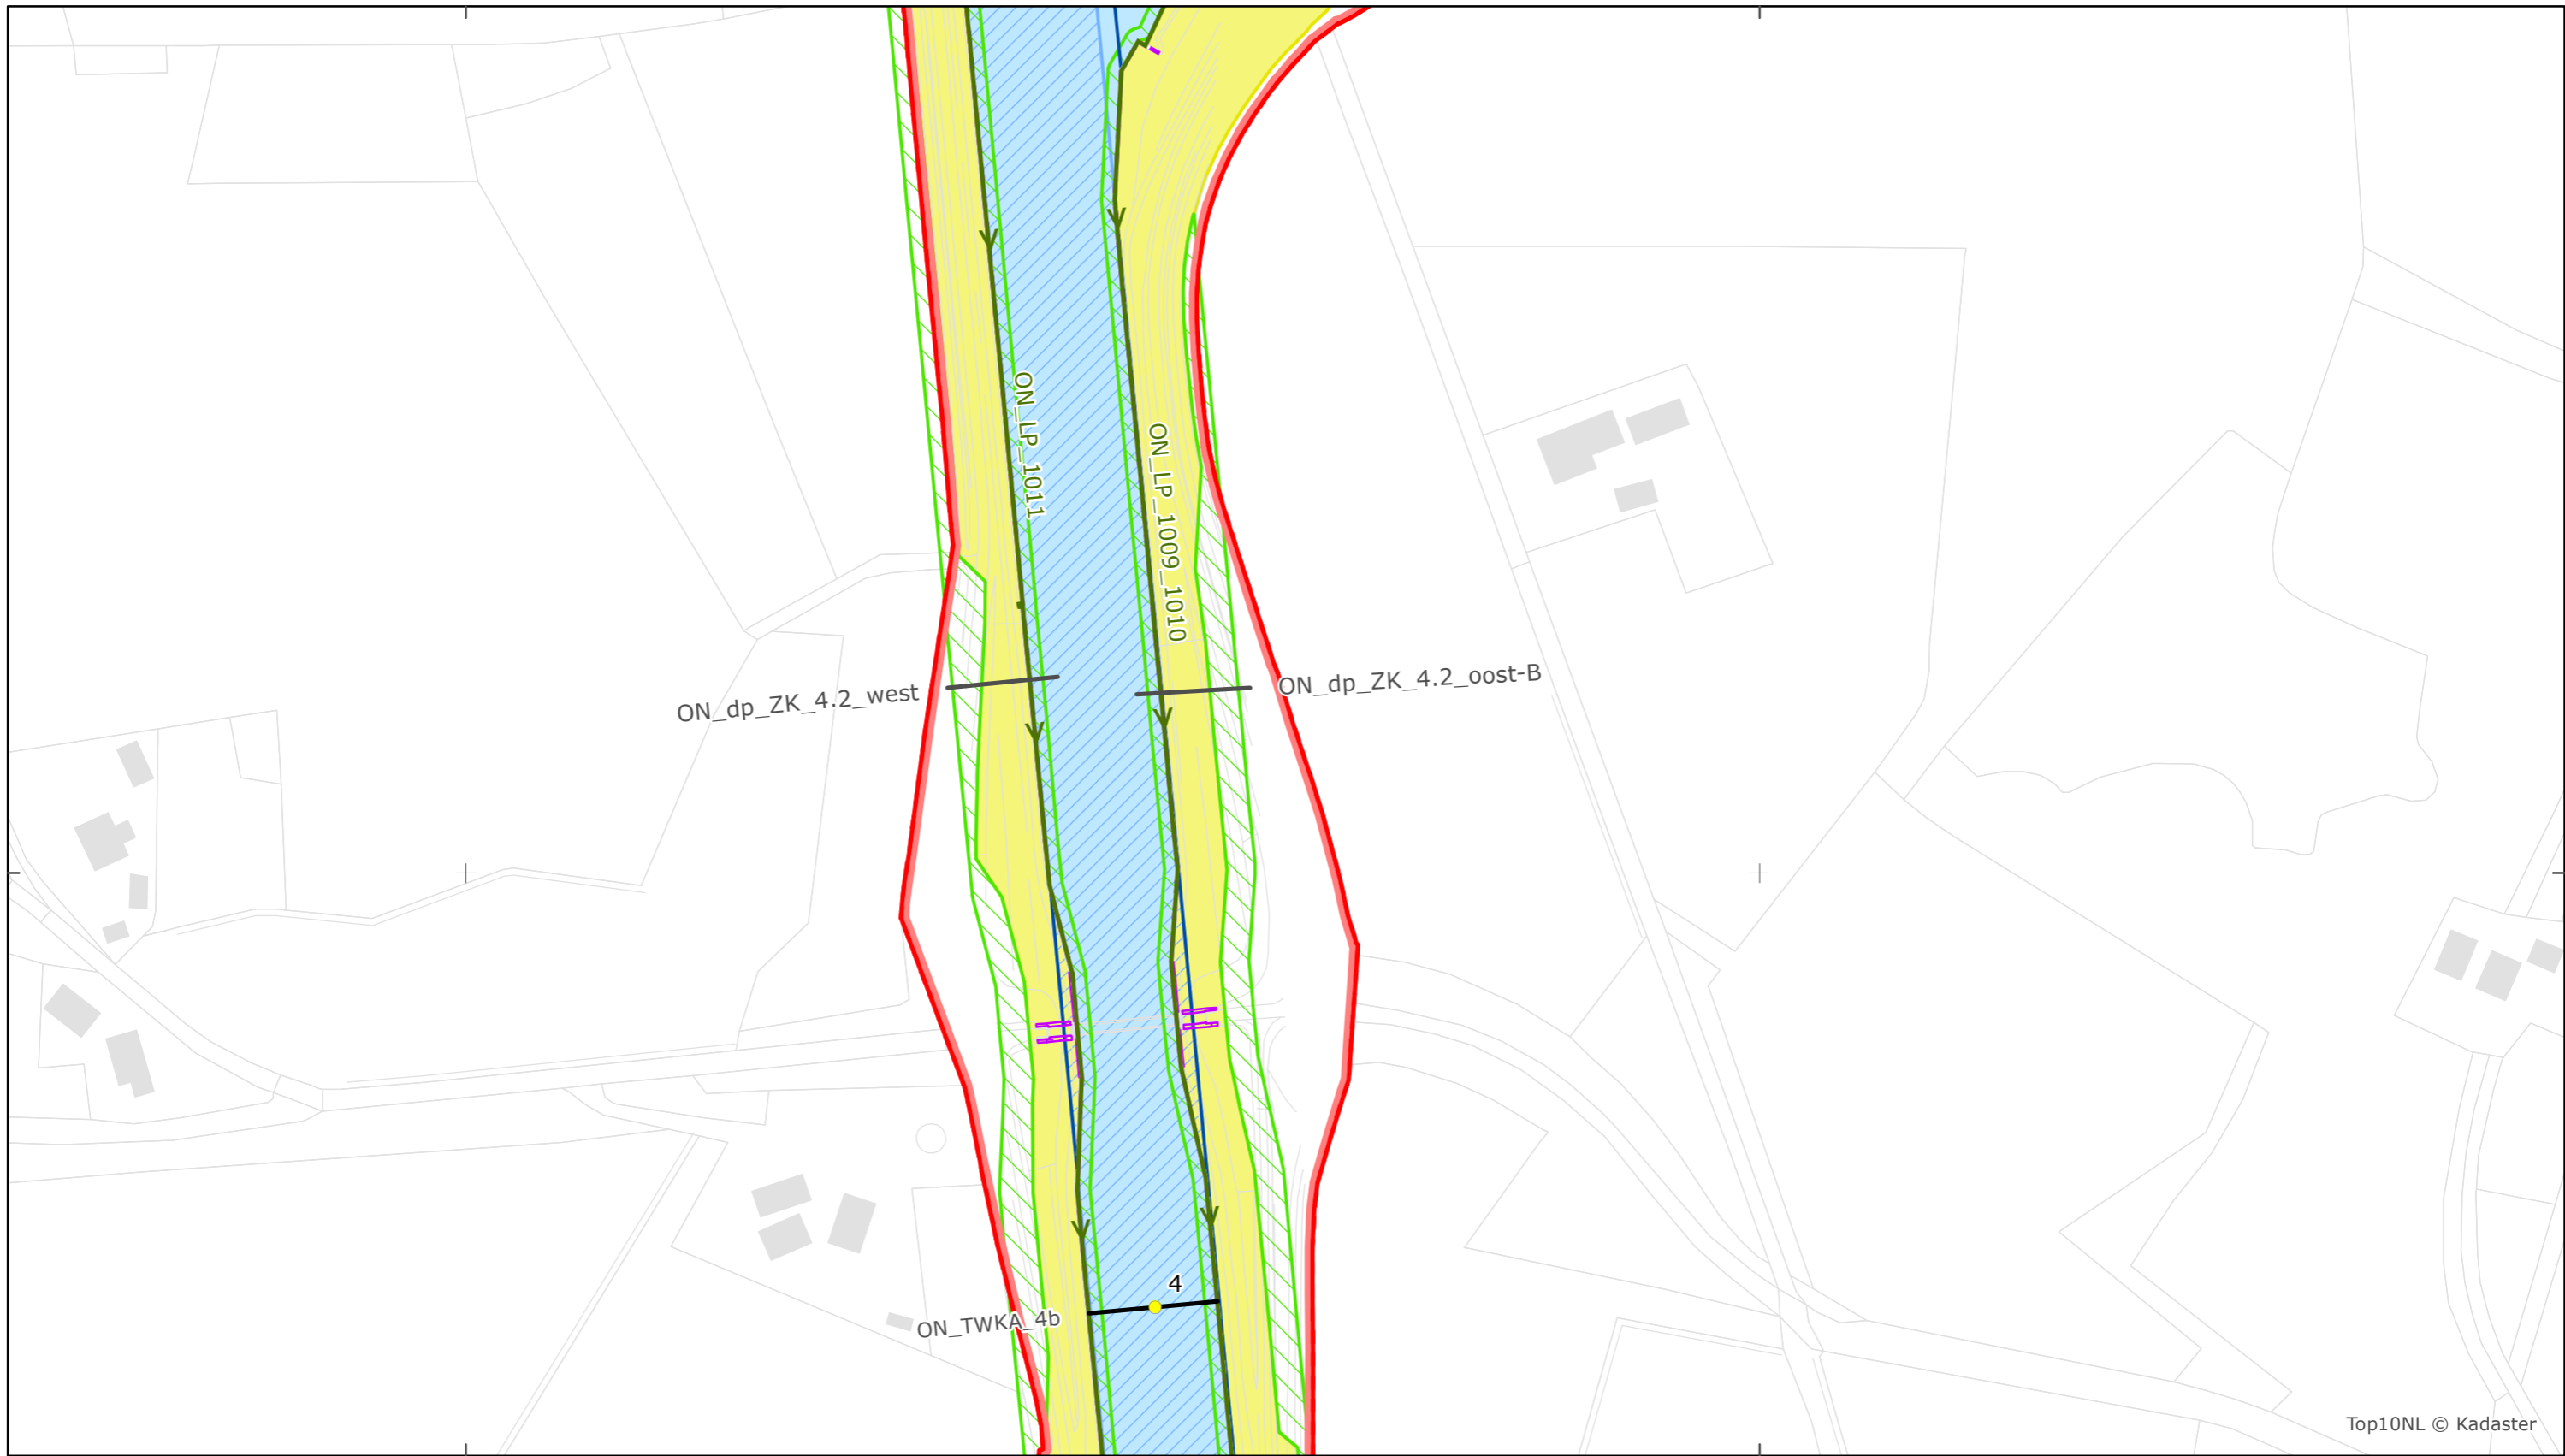 ON_LP_1011
ON_LP_1009_1010
ON_dp_ZK_4.2_west
ON_dp_ZK_4.2_oost-B
4
ON_TWKA_4b
Top10NL © Kadaster